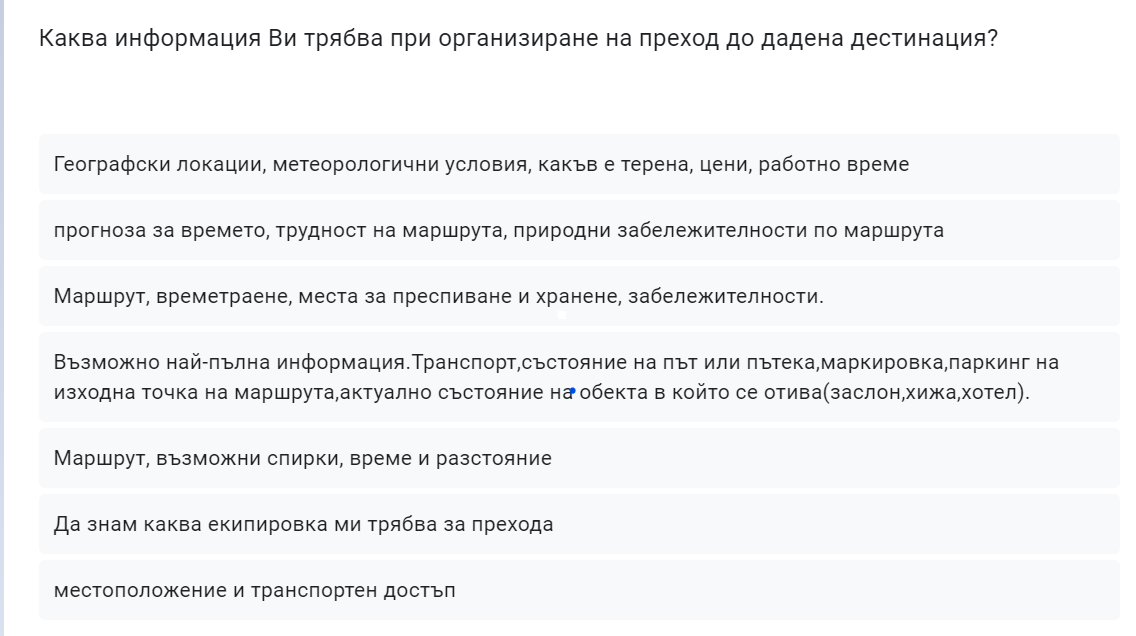 Каква информация Ви трябва при организиране на преход до дадена дестинация?
Географски локации, метеорологични условия, какъв е терена, цени, работно време
прогноза за времето, трудност на маршрута, природни забележителности по маршрута
Маршрут, времетраене, места за преспиване и хранене, забележителности.
Възможно най-пълна информация.Транспорт,състояние на път или пътека,маркировка,паркинг на
изходна точка на маршрута,актуално състояние на обекта в който се отива(заслон,хижа,хотел).
Маршрут, възможни спирки, време и разстояние
Да знам каква екипировка ми трябва за прехода
местоположение и транспортен достъп